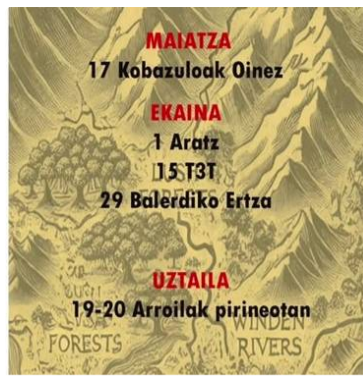 MAIATZA
17 Kobazuloak Oinez
EKAINA
1 Aratz
15 T3T
FORESTS
29 Balerdiko Ertza
UZTAILA
19-20 Arroilak pirineotan
FORESTS
WINDEN
RIVERS